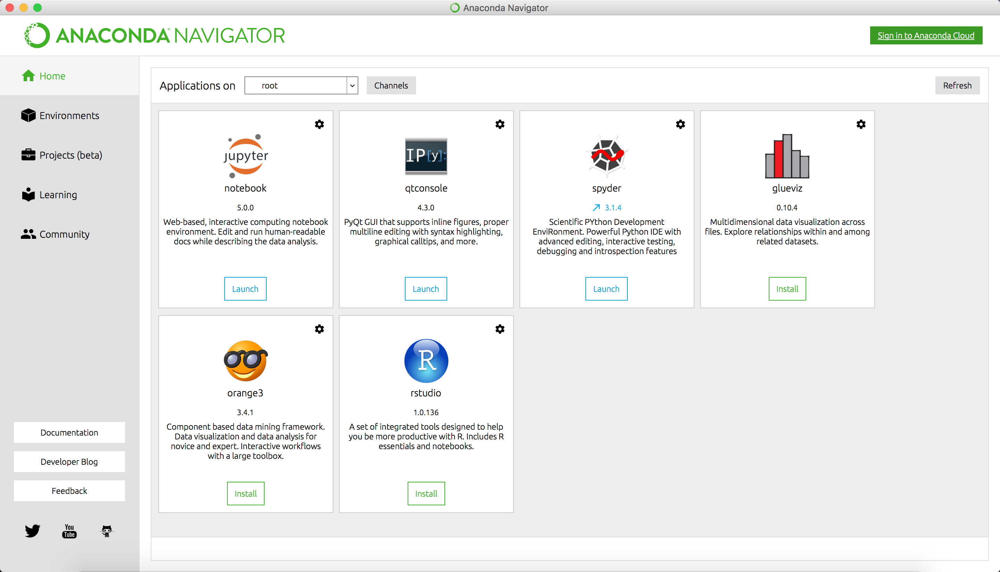 Anaconda Navigator
ANACONDA® NAVIGATOR
Sign in to Anaconda Cloud
Home
Environments
Projects (beta)
Learning
Community
Documentation
Developer Blog
Feedback
You
Tube
Applications on root Channels Refresh
jupyter
notebook
5.0.0
Web-based, interactive computing notebook
environment. Edit and run human-readable
docs while describing the data analysis.
Launch
IP[y]:
qtconsole
4.3.0
PyQt GUI that supports inline figures, proper
multiline editing with syntax highlighting,
graphical calltips, and more.
Launch
spyder
3.1.4
Scientific PYthon Development
EnviRonment. Powerful Python IDE with
advanced editing, interactive testing,
debugging and introspection features
Launch
glueviz
0.10.4
Multidimensional data visualization across
files. Explore relationships within and among
related datasets.
Install
orange3
3.4.1
Component based data mining framework.
Data visualization and data analysis for
novice and expert. Interactive workflows
with a large toolbox.
Install
R
rstudio
1.0.136
A set of integrated tools designed to help
you be more productive with R. Includes R
essentials and notebooks.
Install